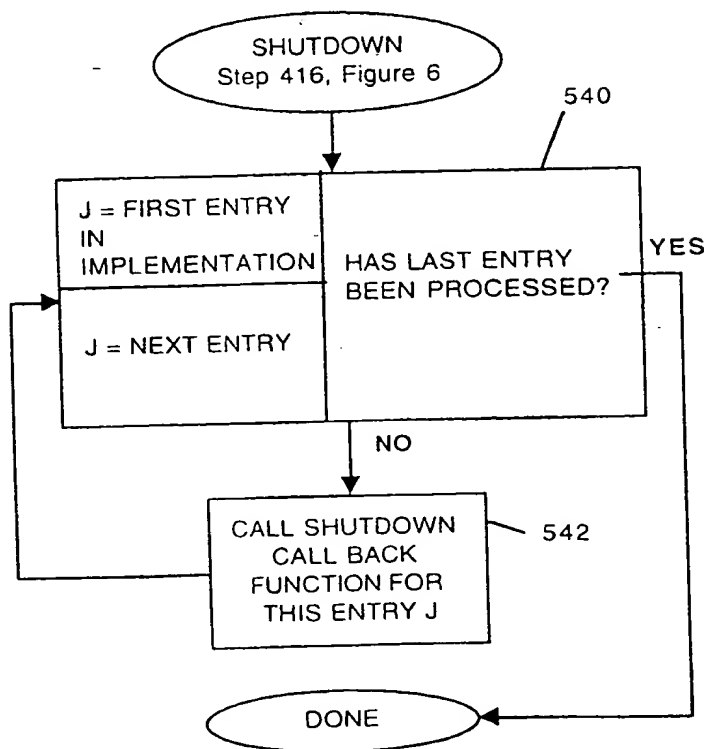 SHUTDOWN
Step 416, Figure 6
540
J = FIRST ENTRY
IN
IMPLEMENTATION
HAS LAST ENTRY
BEEN PROCESSED?
YES
J = NEXT ENTRY
NO
CALL SHUTDOWN
CALL BACK
FUNCTION FOR
THIS ENTRY J
542
DONE